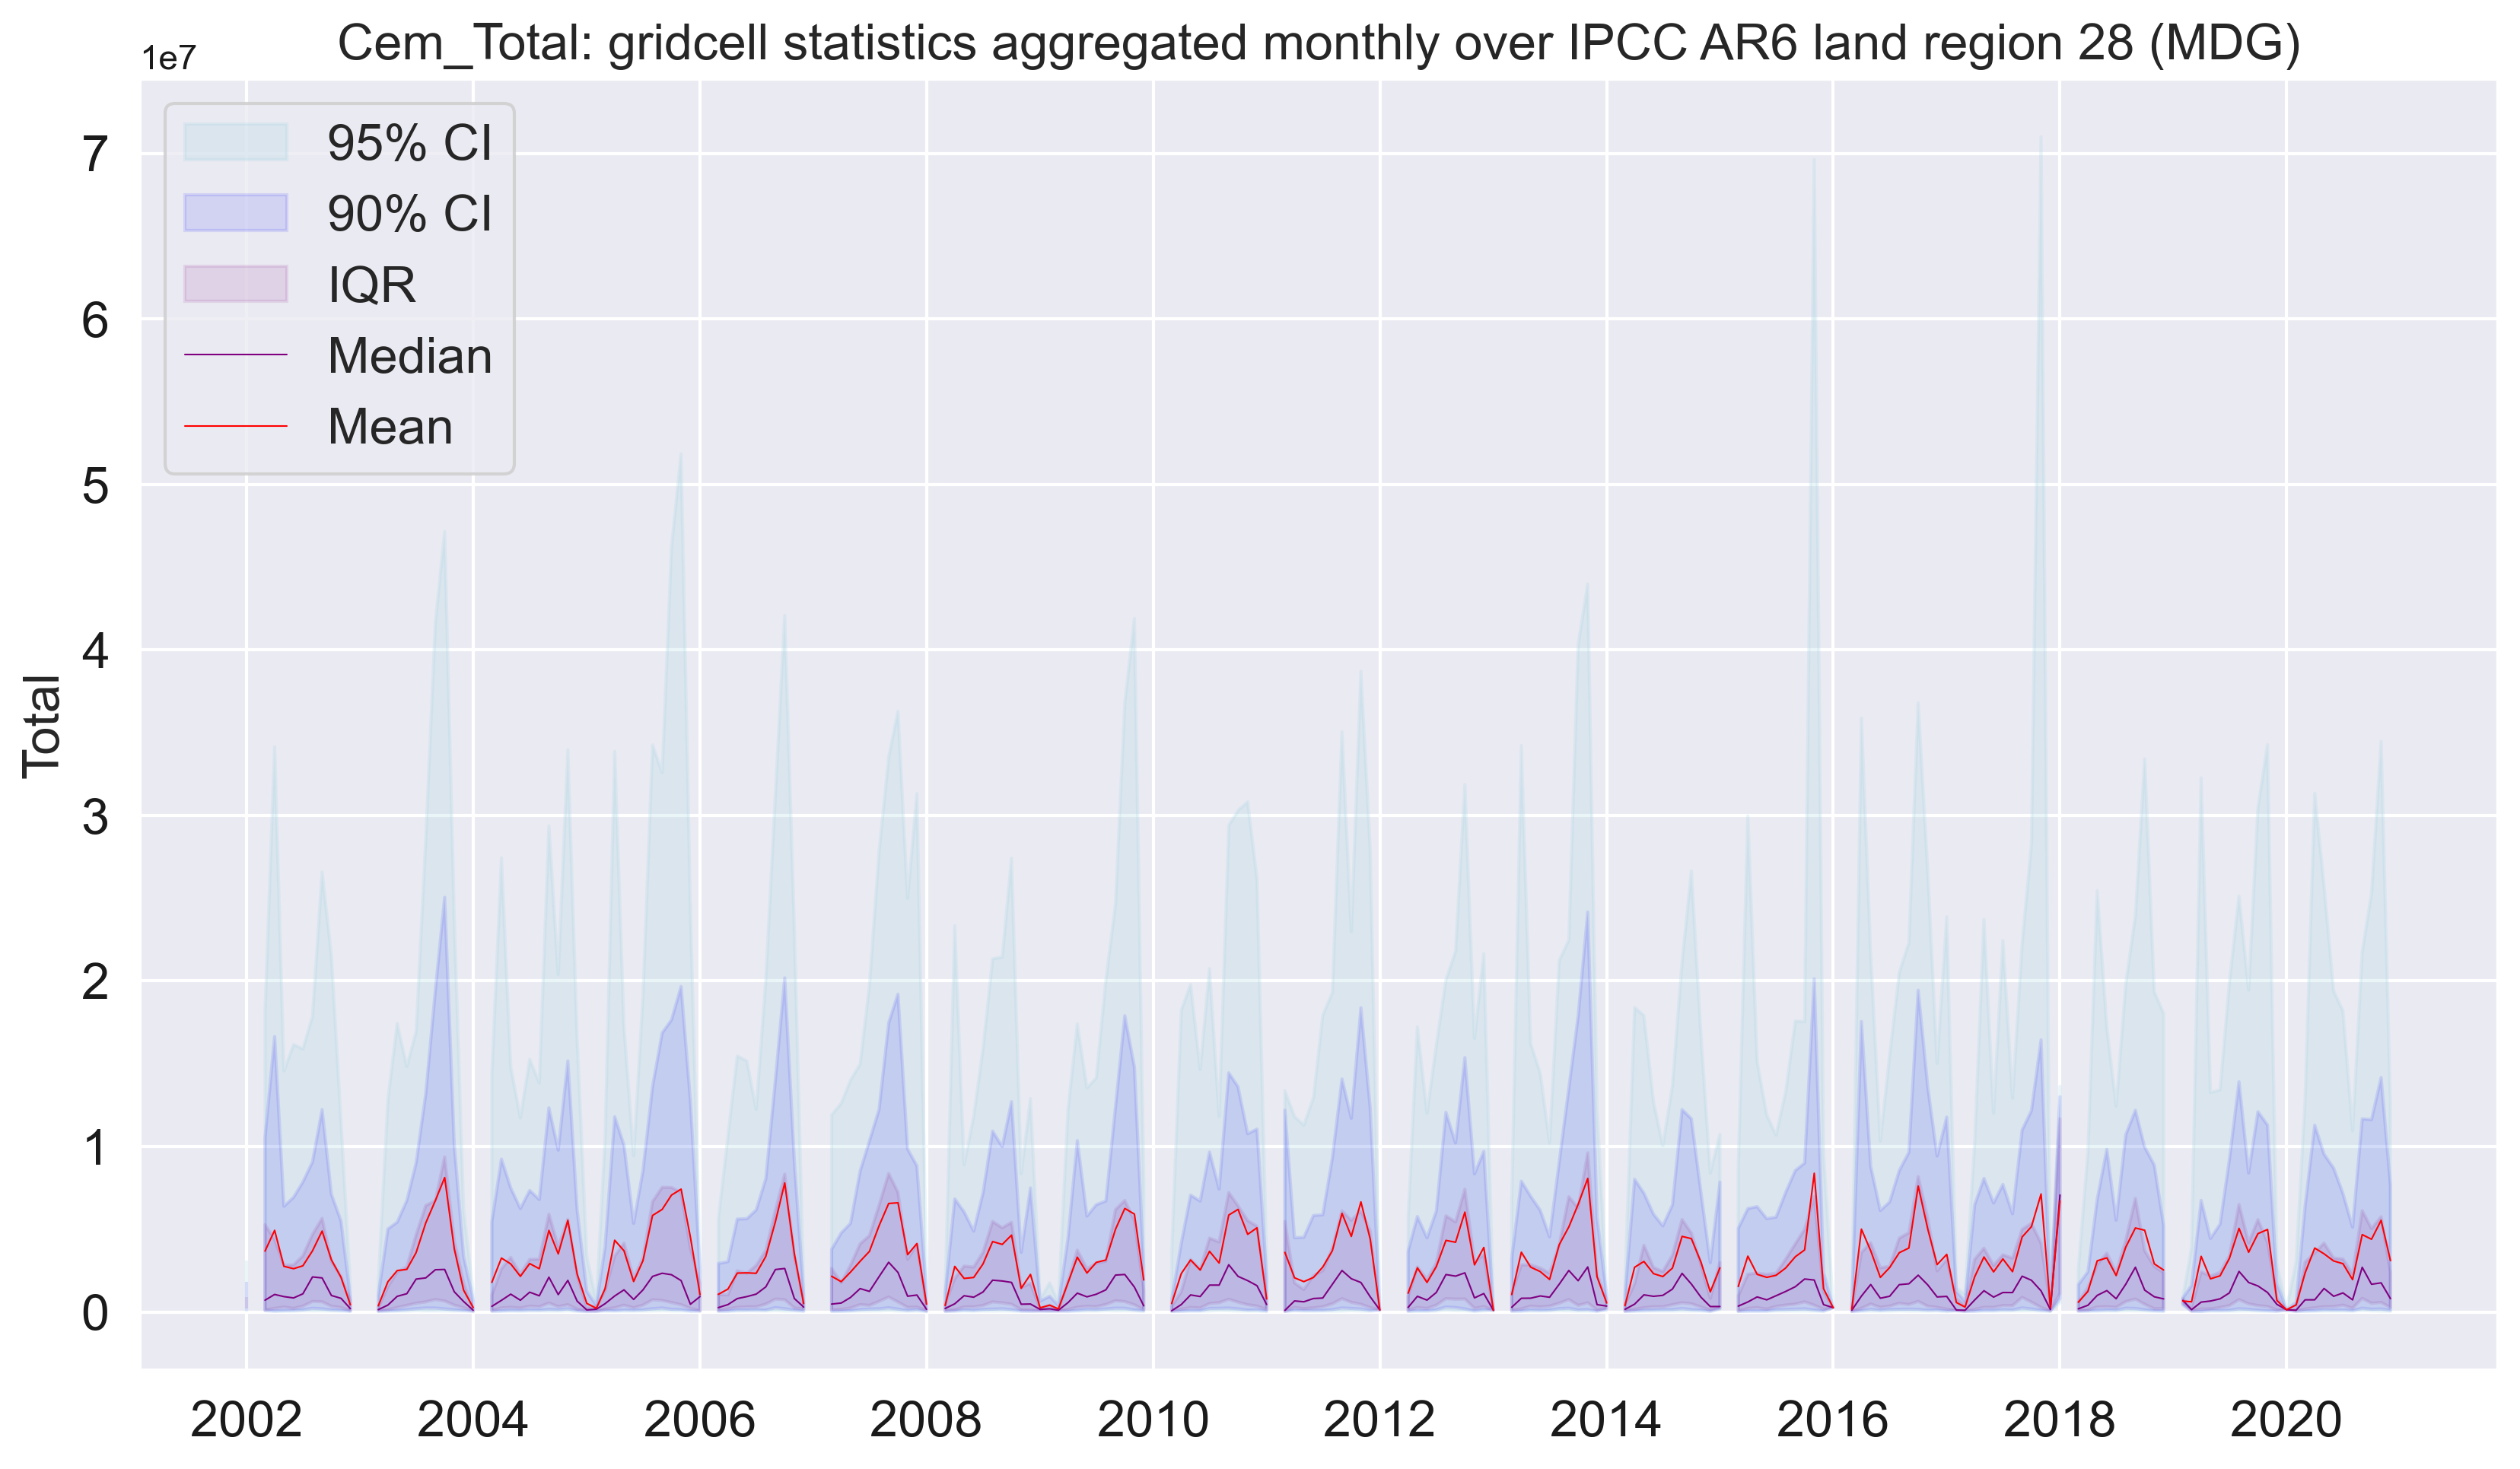 Cem_Total: gridcell statistics aggregated monthly over IPCC AR6 land region 28 (MDG)
1e7
95% CI
90% CI
IQR
Median
Mean
7
6
5
4
3
2
1
0
Total
2002 2004 2006 2008 2010 2012 2014 2016 2018 2020